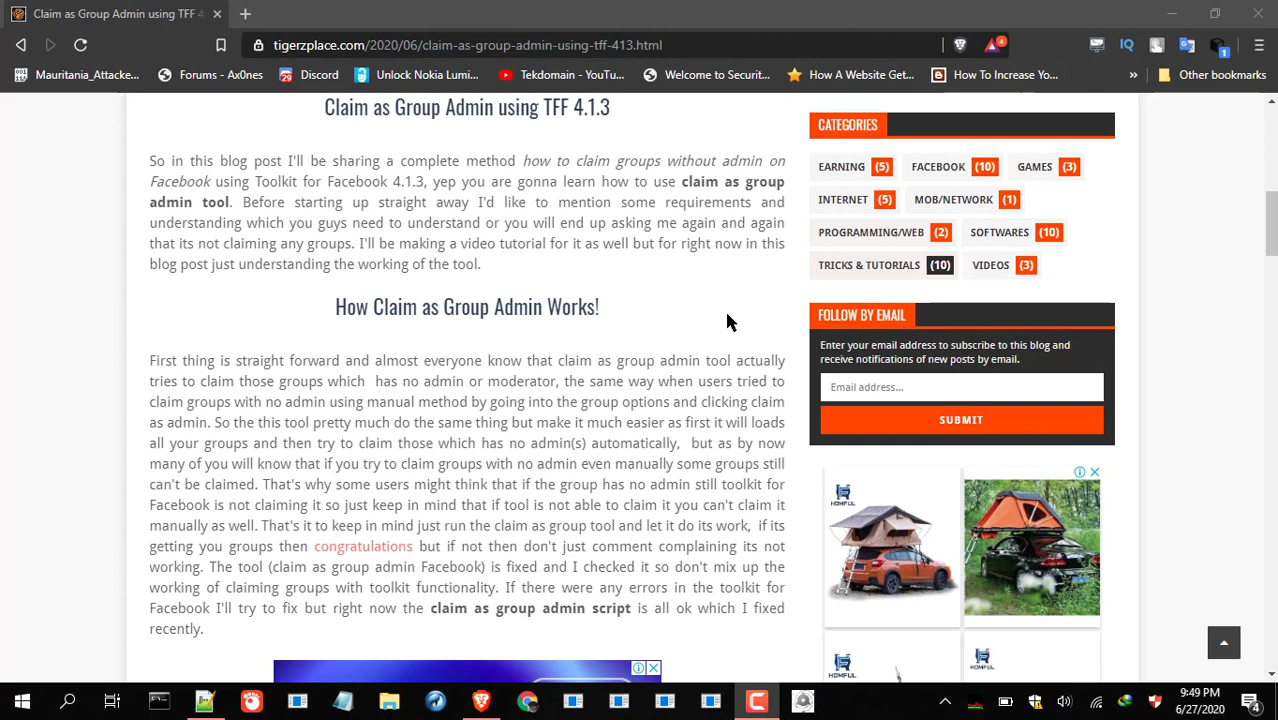 Claim as Group Admin using TFF 4
tigerzplace.com/2020/06/claim-as-group-admin-using-tff-413.html
4
IQ
1
Mauritania_Attacke...
Forums - Ax0nes
29
Discord
Unlock Nokia Lumi...
Tekdomain - YouTu...
Welcome to Securit...
How A Website Get...
How To Increase Yo...
»
Other bookmarks
Claim as Group Admin using TFF 4.1.3
So in this blog post I'll be sharing a complete method how to claim groups without admin on
Facebook using Toolkit for Facebook 4.1.3, yep you are gonna learn how to use claim as group
admin tool. Before starting up straight away I'd like to mention some requirements and
understanding which you guys need to understand or you will end up asking me again and again
that its not claiming any groups. I'll be making a video tutorial for it as well but for right now in this
blog post just understanding the working of the tool.
How Claim as Group Admin Works!
First thing is straight forward and almost everyone know that claim as group admin tool actually
tries to claim those groups which has no admin or moderator, the same way when users tried to
claim groups with no admin using manual method by going into the group options and clicking claim
as admin. So the this tool pretty much do the same thing but make it much easier as first it will loads
all your groups and then try to claim those which has no admin(s) automatically, but as by now
many of you will know that if you try to claim groups with no admin even manually some groups still
can't be claimed. That's why some users might think that if the group has no admin still toolkit for
Facebook is not claiming it so just keep in mind that if tool is not able to claim it you can't claim it
manually as well. That's it to keep in mind just run the claim as group tool and let it do its work, if its
getting you groups then congratulations but if not then don't just comment complaining its not
working. The tool (claim as group admin Facebook) is fixed and I checked it so don't mix up the
working of claiming groups with toolkit functionality. If there were any errors in the toolkit for
Facebook I'll try to fix but right now the claim as group admin script is all ok which I fixed
recently.
CATEGORIES
EARNING (5)
FACEBOOK (10)
GAMES (3)
INTERNET (5)
MOB/NETWORK (1)
PROGRAMMING/WEB (2)
SOFTWARES (10)
TRICKS & TUTORIALS (10)
VIDEOS (3)
FOLLOW BY EMAIL
Enter your email address to subscribe to this blog and
receive notifications of new posts by email.
Email address...
SUBMIT
HOMFUL
HOMFUL
HOMFUL
HOMFUL
9:49 PM
6/27/2020
4